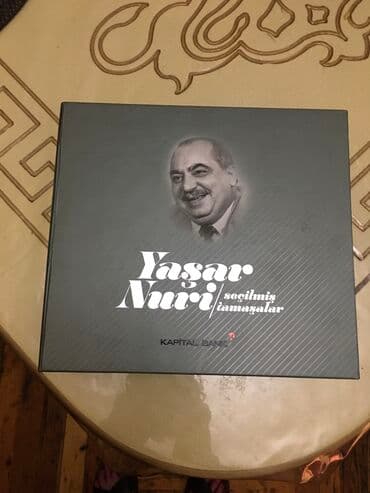 Yaşar
Nuri / seçilmiş
tamaşalar
KAPITAL BANK